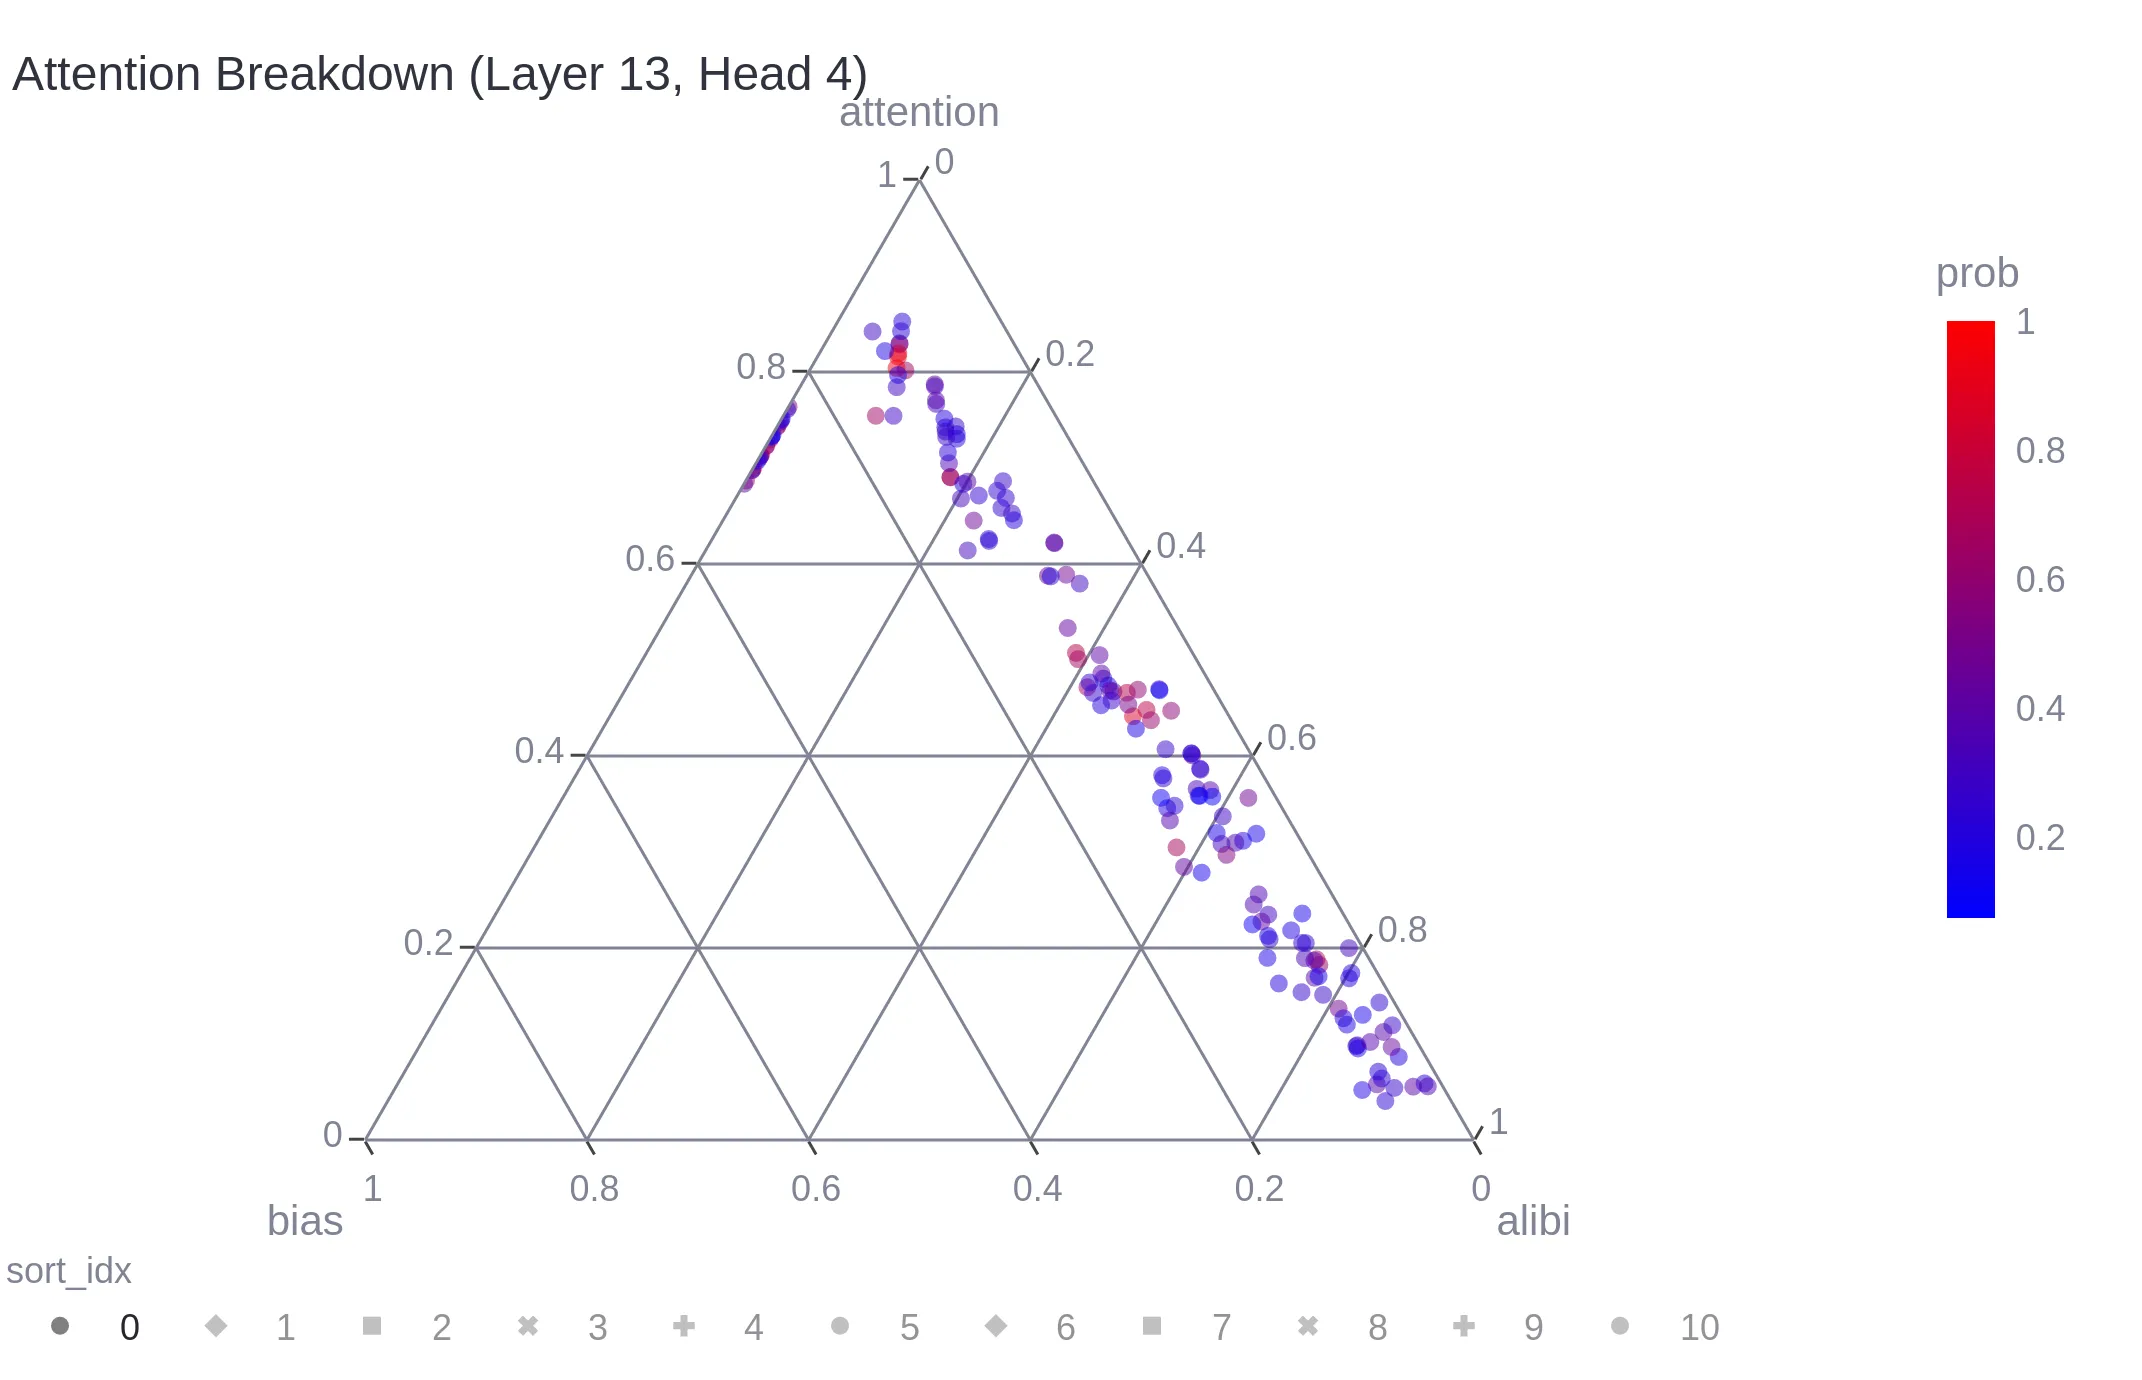 Attention Breakdown (Layer 13, Head 4)
attention
1 0
prob
1
0.8 0.2
0.8
0.6 0.4
0.6
0.4 0.6
0.4
0.2 0.8
0.2
0 1
1 0.8 0.6 0.4 0.2 0
bias alibi
sort_idx
0 1 2 3 4 5 6 7 8 9 10